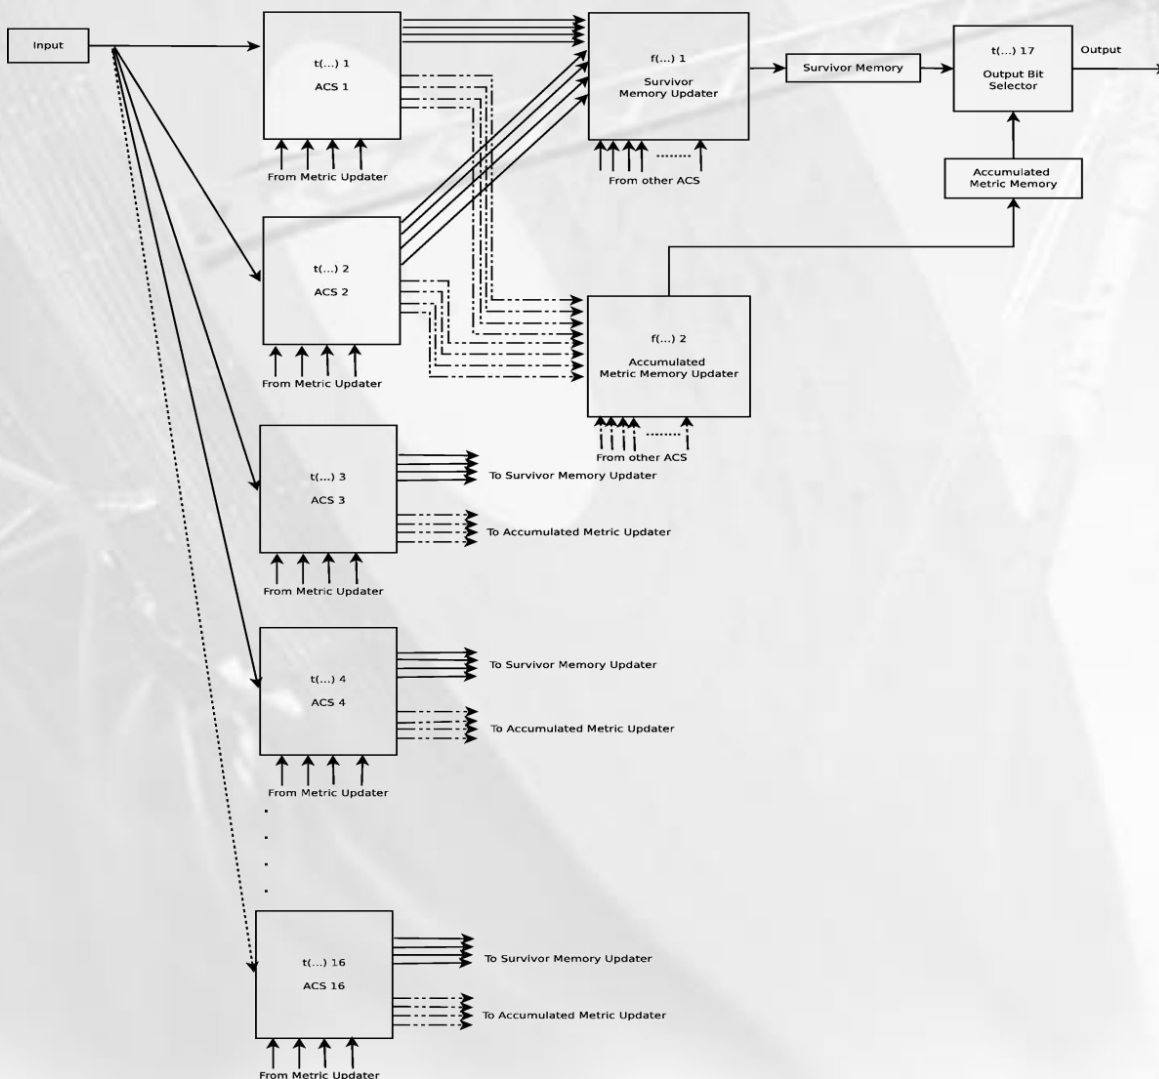 Input
t(...) 1
ACS 1
From Metric Updater
f(...) 1
Survivor
Memory Updater
From other ACS
Survivor Memory
t(...) 17
Output Bit
Selector
Output
Accumulated
Metric Memory
t(...) 2
ACS 2
From Metric Updater
f(...) 2
Accumulated
Metric Memory Updater
From other ACS
t(...) 3
ACS 3
To Survivor Memory Updater
To Accumulated Metric Updater
From Metric Updater
t(...) 4
ACS 4
To Survivor Memory Updater
To Accumulated Metric Updater
From Metric Updater
t(...) 16
ACS 16
To Survivor Memory Updater
To Accumulated Metric Updater
From Metric Updater